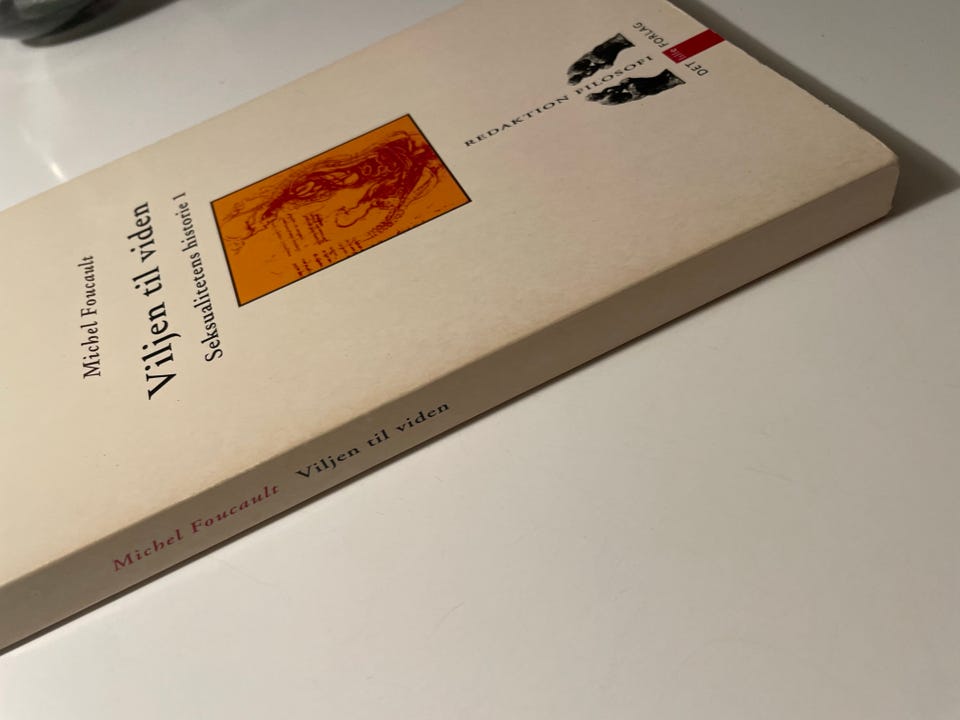 Michel Foucault
Viljen til viden
Seksualitetens historie 1
REDAKTION FILOSOFI
DET lille FORLAG
Michel Foucault Viljen til viden